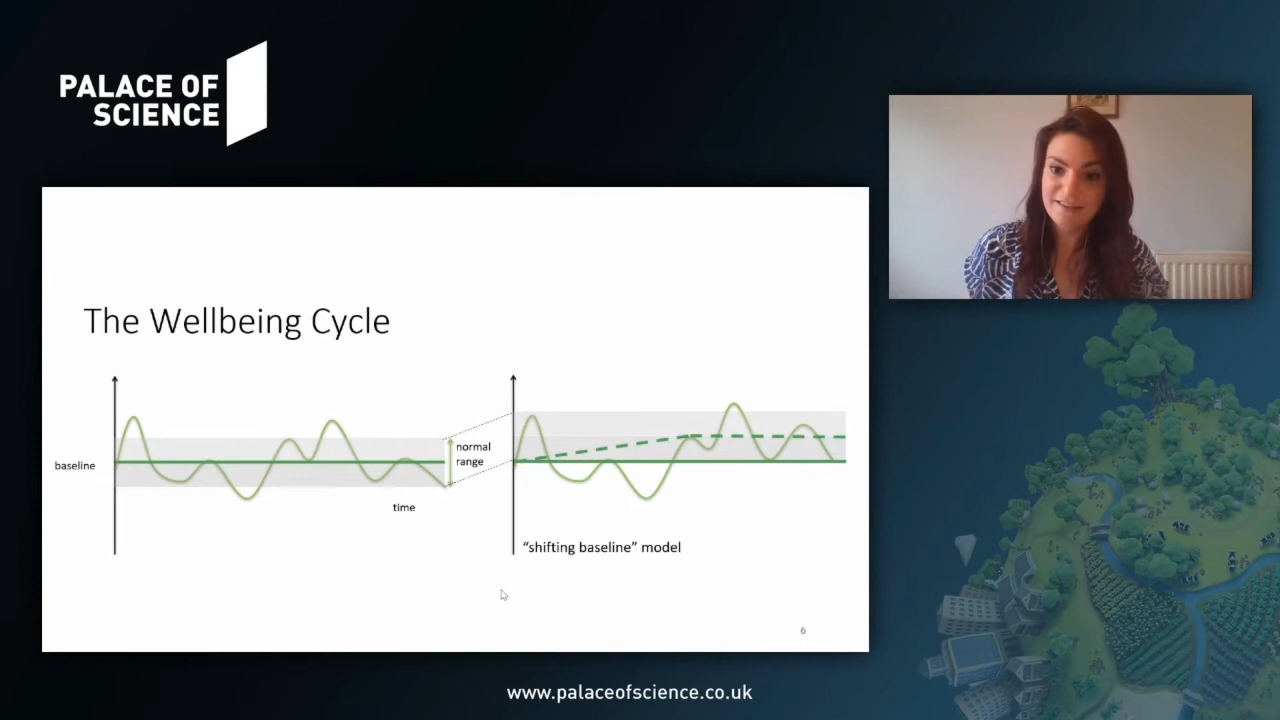 PALACE OF
SCIENCE
The Wellbeing Cycle
baseline
normal
range
time
“shifting baseline” model
6
www.palaceofscience.co.uk